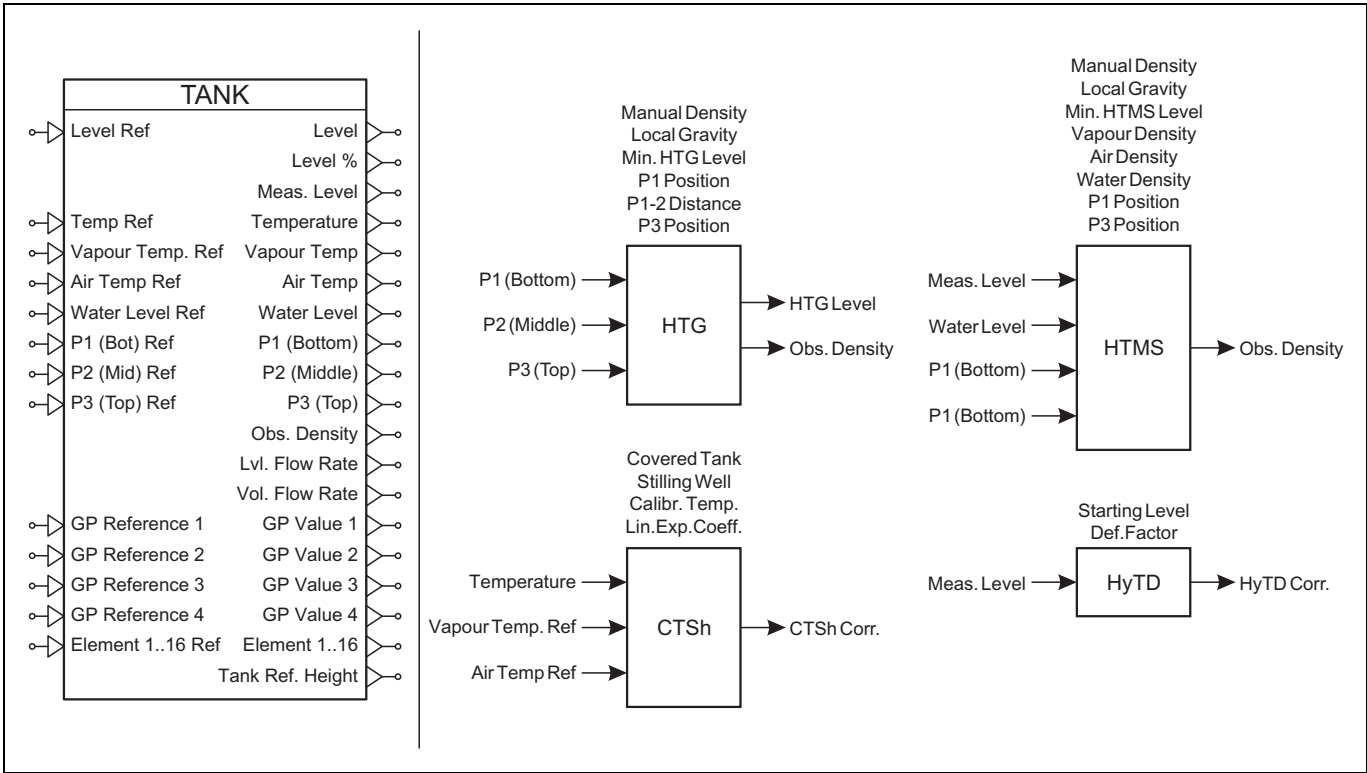 TANK
Level Ref
Level
Level %
Meas. Level
Temp Ref
Temperature
Vapour Temp. Ref
Vapour Temp
Air Temp Ref
Air Temp
Water Level Ref
Water Level
P1 (Bot) Ref
P1 (Bottom)
P2 (Mid) Ref
P2 (Middle)
P3 (Top) Ref
P3 (Top)
Obs. Density
Lvl. Flow Rate
Vol. Flow Rate
GP Reference 1
GP Value 1
GP Reference 2
GP Value 2
GP Reference 3
GP Value 3
GP Reference 4
GP Value 4
Element 1..16 Ref
Element 1..16
Tank Ref. Height
Manual Density
Local Gravity
Min. HTG Level
P1 Position
P1-2 Distance
P3 Position
P1 (Bottom)
P2 (Middle)
P3 (Top)
HTG
HTG Level
Obs. Density
Manual Density
Local Gravity
Min. HTMS Level
Vapour Density
Air Density
Water Density
P1 Position
P3 Position
Meas. Level
Water Level
P1 (Bottom)
P1 (Bottom)
HTMS
Obs. Density
Covered Tank
Stilling Well
Calibr. Temp.
Lin.Exp.Coeff.
Temperature
Vapour Temp. Ref
Air Temp Ref
CTSh
CTSh Corr.
Starting Level
Def.Factor
Meas. Level
HyTD
HyTD Corr.